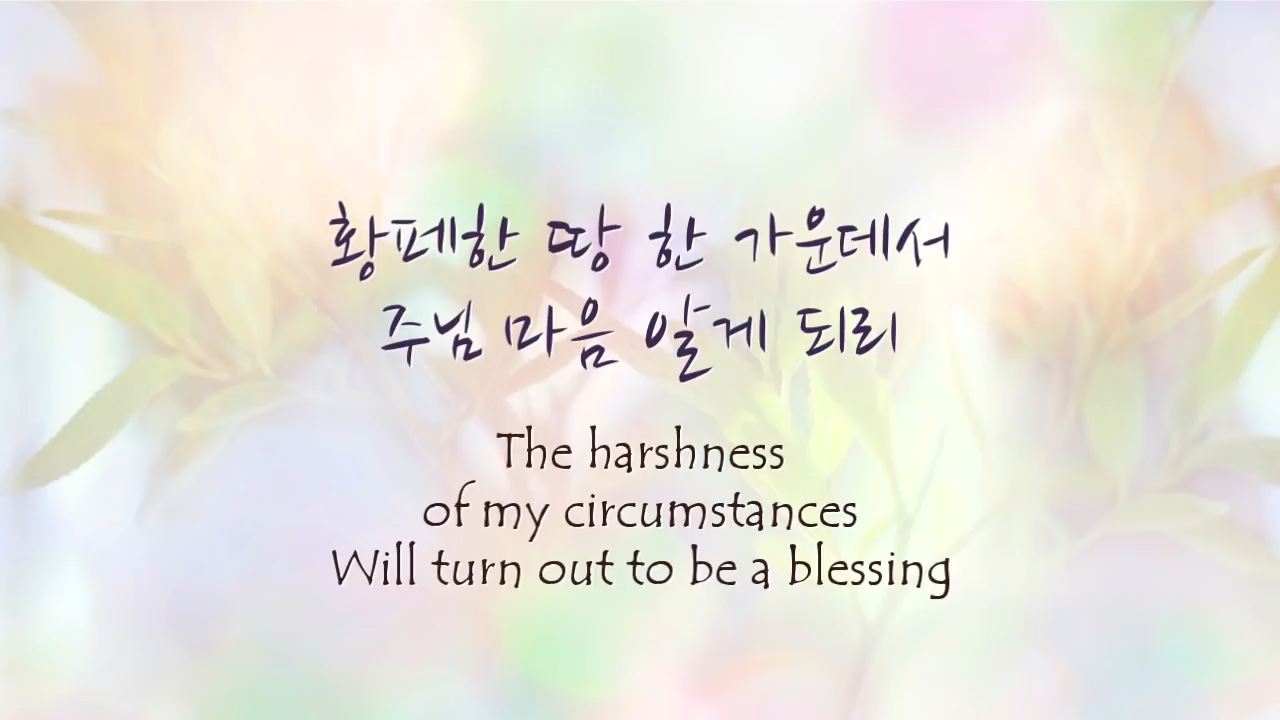 황폐한 땅 한 가운데서
주님 마음 알게 되리
The harshness
of my circumstances
Will turn out to be a blessing